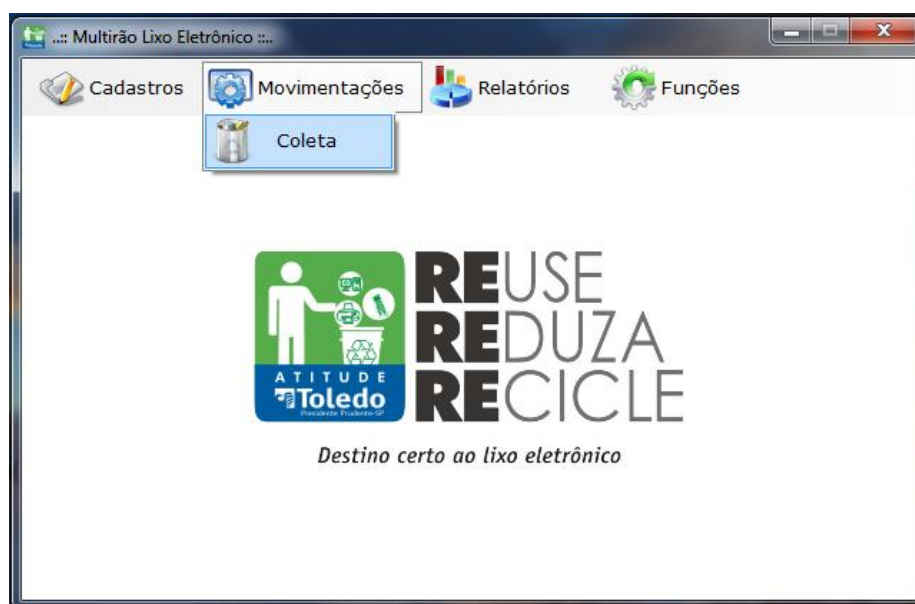 ..:: Multirão Lixo Eletrônico ::..
Cadastros Movimentações Relatórios Funções
Coleta
REUSE
REDUZA
RECICLE
ATITUDE
Toledo
Presidente Prudente-SP
Destino certo ao lixo eletrônico